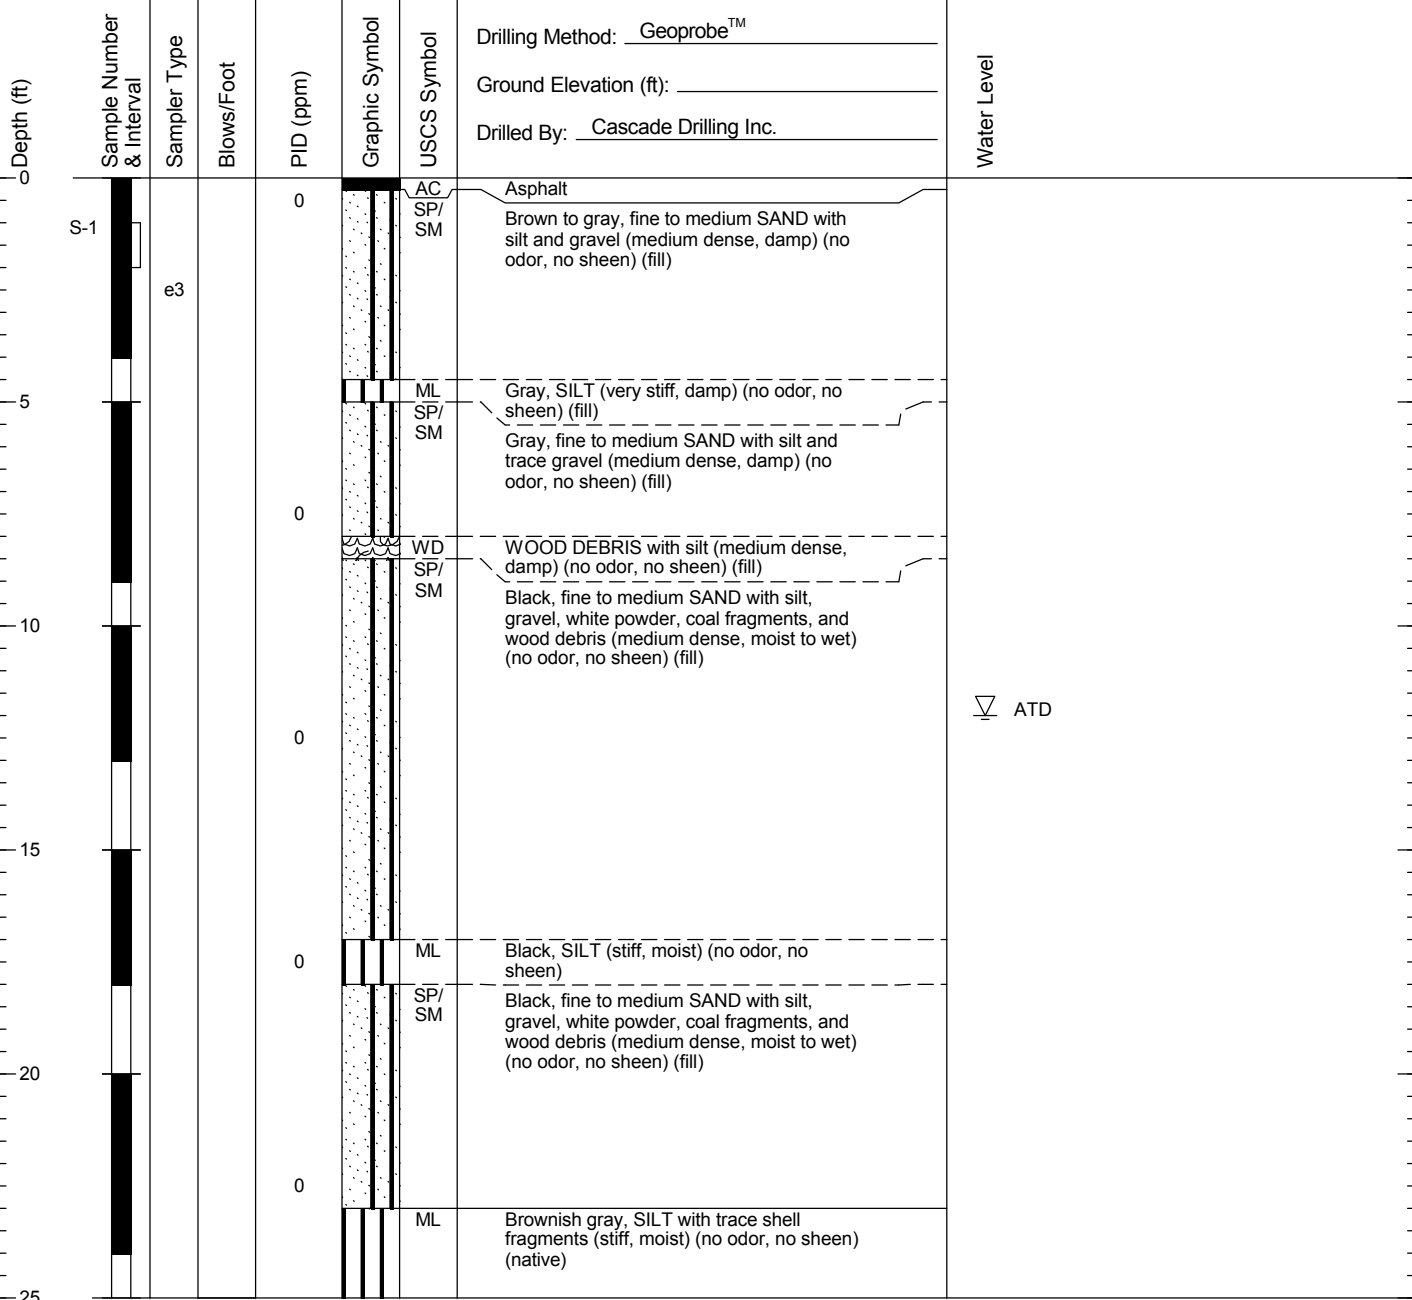 Depth (ft)
Sample Number
& Interval
Sampler Type
Blows/Foot
PID (ppm)
Graphic Symbol
USCS Symbol
Drilling Method: Geoprobe™
Ground Elevation (ft):
Drilled By: Cascade Drilling Inc.
Water Level
0
AC
Asphalt
0
SP/
SM
Brown to gray, fine to medium SAND with
silt and gravel (medium dense, damp) (no
odor, no sheen) (fill)
S-1
e3
ML
Gray, SILT (very stiff, damp) (no odor, no
sheen) (fill)
5
SP/
SM
Gray, fine to medium SAND with silt and
trace gravel (medium dense, damp) (no
odor, no sheen) (fill)
0
WD
WOOD DEBRIS with silt (medium dense,
damp) (no odor, no sheen) (fill)
SP/
SM
Black, fine to medium SAND with silt,
gravel, white powder, coal fragments, and
wood debris (medium dense, moist to wet)
(no odor, no sheen) (fill)
10
ATD
0
15
ML
Black, SILT (stiff, moist) (no odor, no
sheen)
0
SP/
SM
Black, fine to medium SAND with silt,
gravel, white powder, coal fragments, and
wood debris (medium dense, moist to wet)
(no odor, no sheen) (fill)
20
0
ML
Brownish gray, SILT with trace shell
fragments (stiff, moist) (no odor, no sheen)
(native)
25